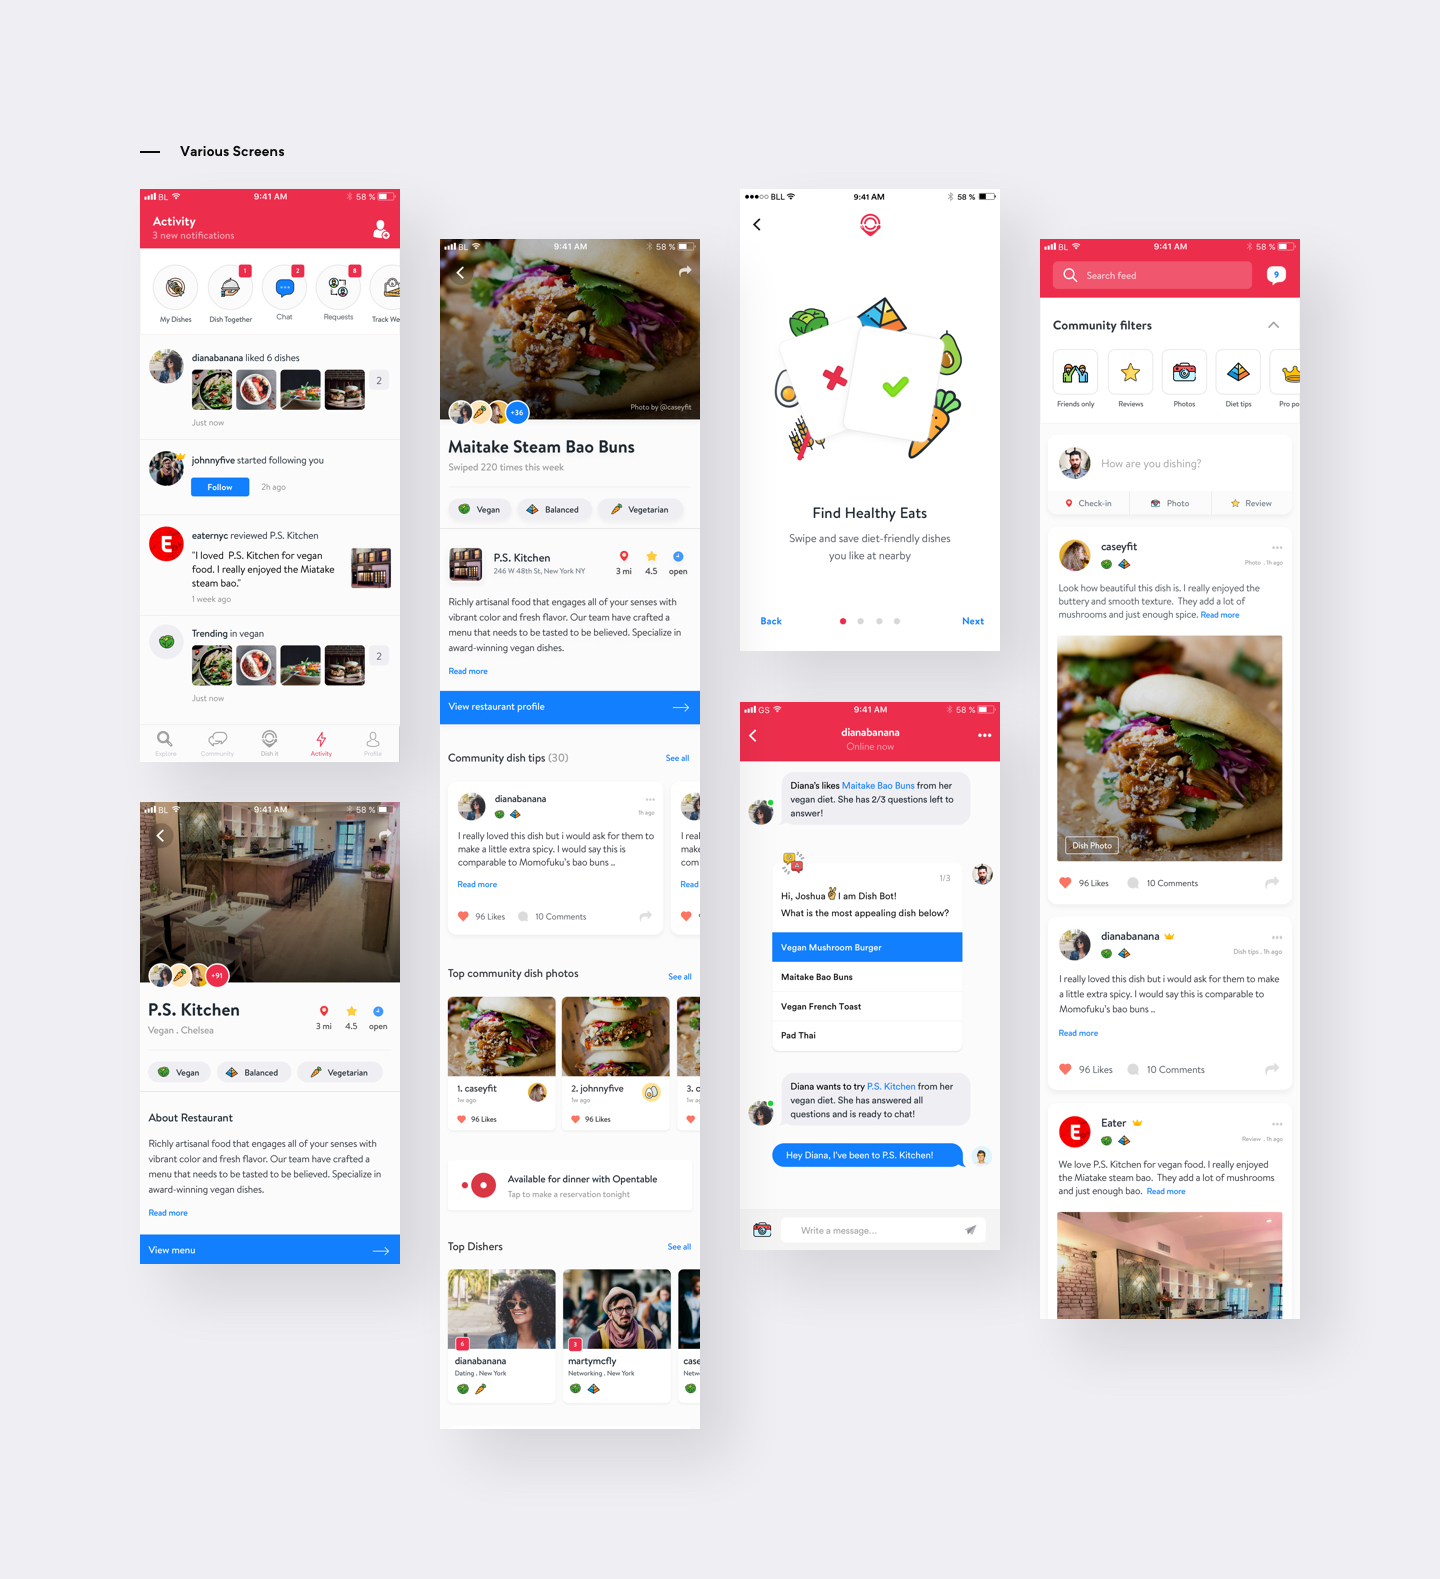 Various Screens
BL
9:41 AM
58 %
Activity
3 new notifications
1
2
8
My Dishes
Dish Together
Chat
Requests
Track We
dianabanana liked 6 dishes
2
Just now
johnnyfive started following you
Follow
2h ago
E
eaternyc reviewed P.S. Kitchen
"I loved P.S. Kitchen for vegan
food. I really enjoyed the Miatake
steam bao."
1 week ago
Trending in vegan
2
Just now
Explore
Community
Dish it
Activity
Profile
BL
9:41 AM
58 %
+91
P.S. Kitchen
Vegan . Chelsea
3 mi
4.5
open
Vegan
Balanced
Vegetarian
About Restaurant
Richly artisanal food that engages all of your senses with
vibrant color and fresh flavor. Our team have crafted a
menu that needs to be tasted to be believed. Specialize in
award-winning vegan dishes.
Read more
View menu
BL
9:41 AM
58 %
+36
Photo by @caseyfit
Maitake Steam Bao Buns
Swiped 220 times this week
Vegan
Balanced
Vegetarian
P.S. Kitchen
246 W 48th St, New York NY
3 mi
4.5
open
Richly artisanal food that engages all of your senses with
vibrant color and fresh flavor. Our team have crafted a
menu that needs to be tasted to be believed. Specialize in
award-winning vegan dishes.
Read more
View restaurant profile
Community dish tips (30)
See all
dianabanana
1h ago
I really loved this dish but i would ask for them to
make a little extra spicy. I would say this is
comparable to Momofuku's bao buns ..
Read more
96 Likes
10 Comments
I real
make
com
Read
Top community dish photos
See all
1. caseyfit
1w ago
96 Likes
2. johnnyfive
1w ago
96 Likes
3. c
1w ag
Available for dinner with Opentable
Tap to make a reservation tonight
Top Dishers
See all
6
dianabanana
Dating . New York
3
martymcfly
Networking . New York
case
Netw
BLL
9:41 AM
58 %
Find Healthy Eats
Swipe and save diet-friendly dishes
you like at nearby
Back
Next
GS
9:41 AM
58 %
dianabanana
Online now
Diana's likes Maitake Bao Buns from her
vegan diet. She has 2/3 questions left to
answer!
1/3
Hi, Joshua I am Dish Bot!
What is the most appealing dish below?
Vegan Mushroom Burger
Maitake Bao Buns
Vegan French Toast
Pad Thai
Diana wants to try P.S. Kitchen from her
vegan diet. She has answered all
questions and is ready to chat!
Hey Diana, I've been to P.S. Kitchen!
Write a message...
BL
9:41 AM
58 %
Search feed
9
Community filters
Friends only
Reviews
Photos
Diet tips
Pro po
How are you dishing?
Check-in
Photo
Review
caseyfit
Photo . 1h ago
Look how beautiful this dish is. I really enjoyed the
buttery and smooth texture. They add a lot of
mushrooms and just enough spice. Read more
Dish Photo
96 Likes
10 Comments
dianabanana
Dish tips . 1h ago
I really loved this dish but i would ask for them to make
a little extra spicy. I would say this is comparable to
Momofuku's bao buns ..
Read more
96 Likes
10 Comments
E
Eater
Review . 1h ago
We love P.S. Kitchen for vegan food. I really enjoyed
the Miatake steam bao. They add a lot of mushrooms
and just enough bao. Read more